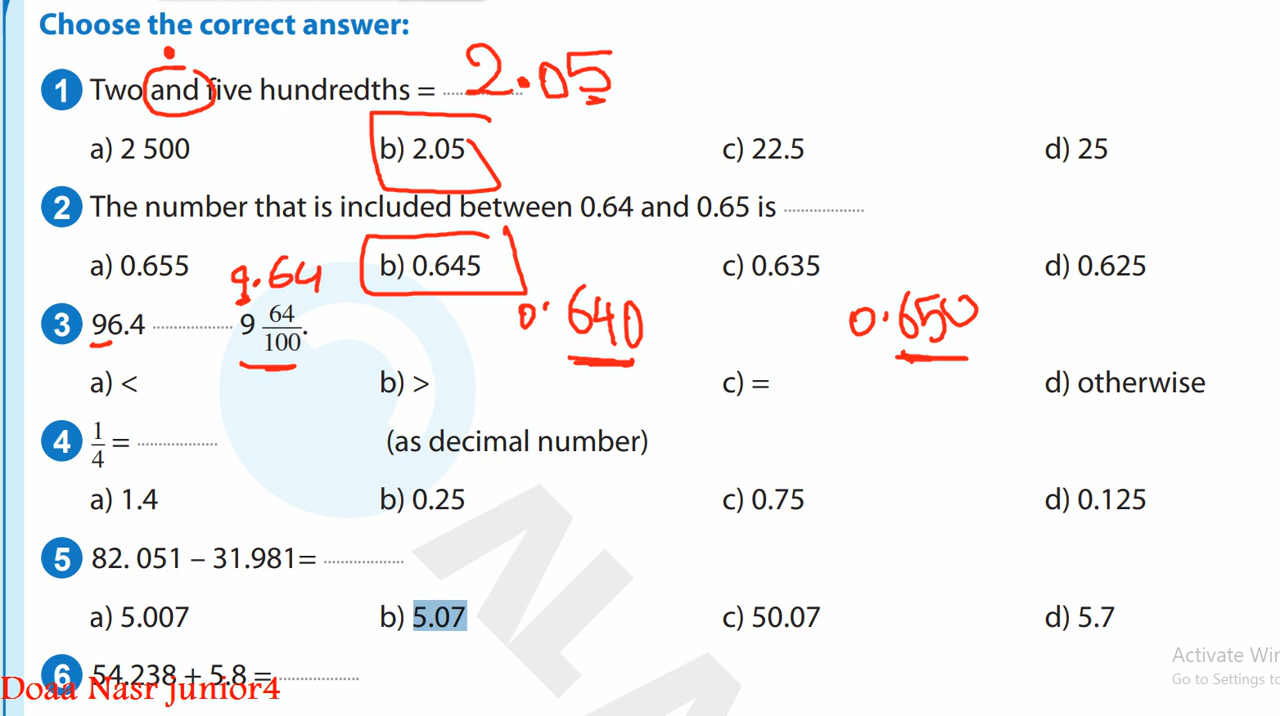 Choose the correct answer:
1 Two and five hundredths = .......... 2.05
a) 2 500 b) 2.05 c) 22.5 d) 25
2 The number that is included between 0.64 and 0.65 is ..........
a) 0.655 b) 0.645 c) 0.635 d) 0.625
9.64 0.640 0.650
3 96.4 .......... 9 64/100.
a) < b) > c) = d) otherwise
4 1/4 = .......... (as decimal number)
a) 1.4 b) 0.25 c) 0.75 d) 0.125
5 82. 051 – 31.981= ..........
a) 5.007 b) 5.07 c) 50.07 d) 5.7
6 54.238 + 5.8 = ..........
Doaa Nasr Junior4
NLA
Activate Win
Go to Settings to